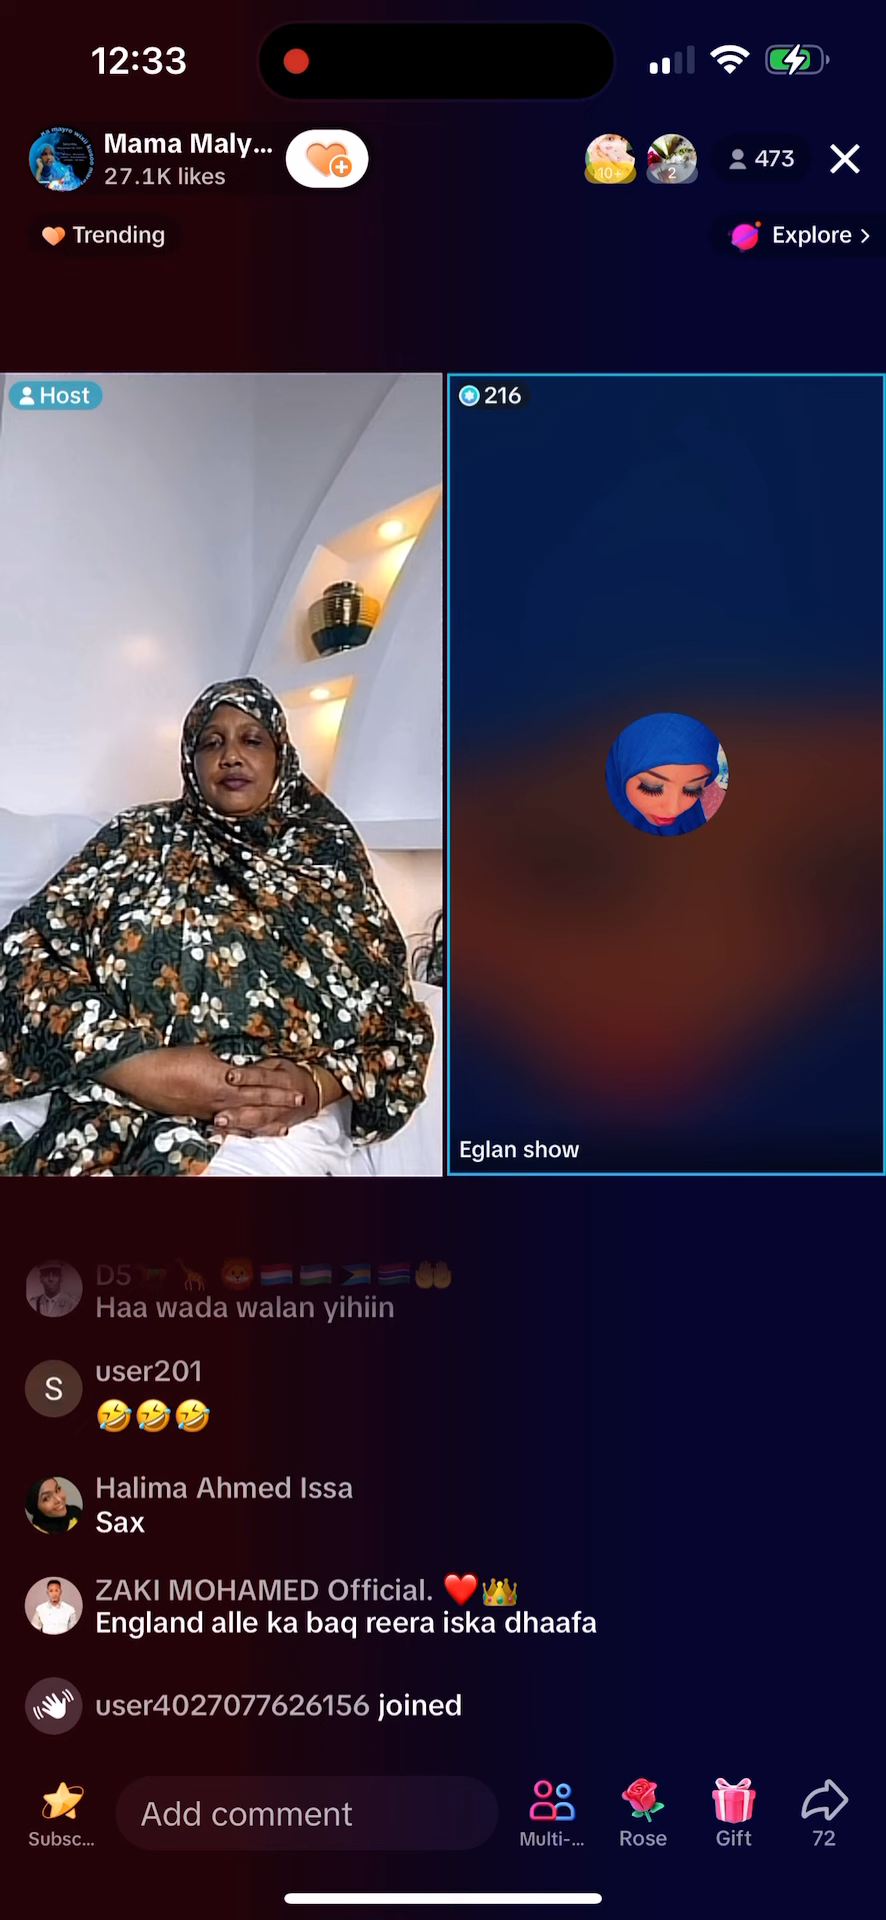 12:33
Mama Maly...
27.1K likes
10+
2
473
Trending
Explore >
Host
216
Eglan show
D5
Haa wada walan yihiin
user201
S
🤣🤣🤣
Halima Ahmed Issa
Sax
ZAKI MOHAMED Official. ❤️👑
England alle ka baq reera iska dhaafa
user4027077626156 joined
Subsc...
Add comment
Multi-...
Rose
Gift
72